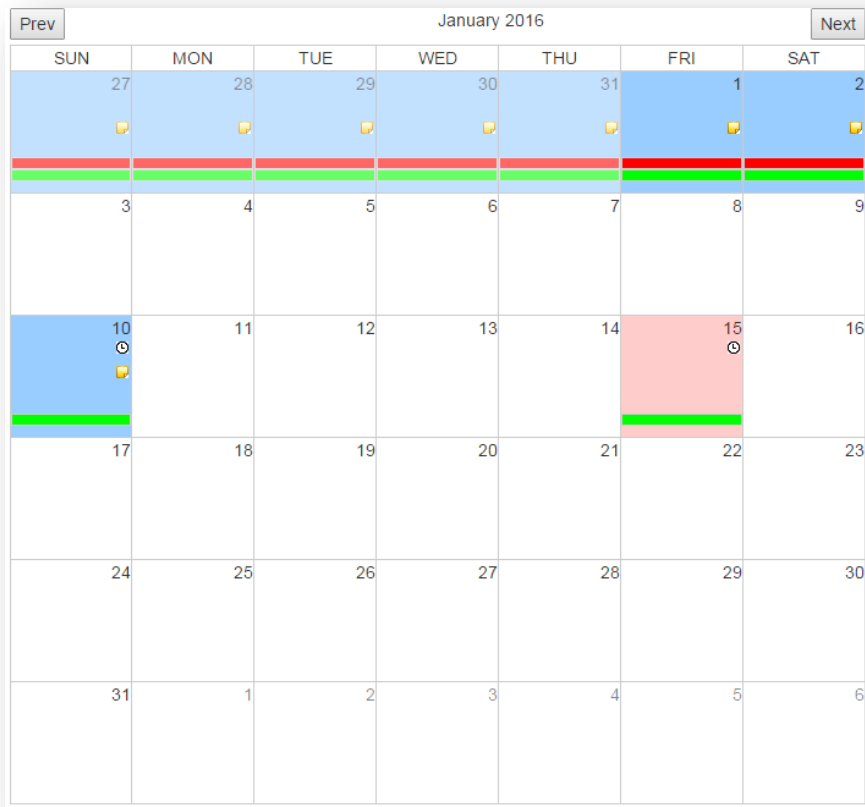 Prev January 2016 Next
SUN MON TUE WED THU FRI SAT
27 28 29 30 31 1 2
3 4 5 6 7 8 9
10 11 12 13 14 15 16
17 18 19 20 21 22 23
24 25 26 27 28 29 30
31 1 2 3 4 5 6